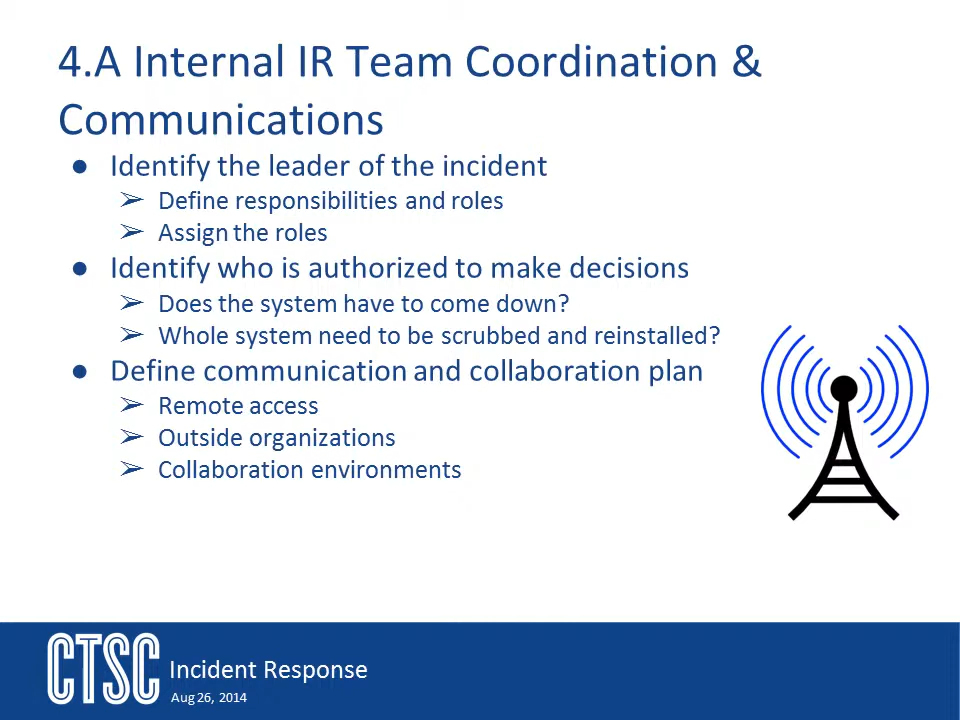 4.A Internal IR Team Coordination &
Communications
● Identify the leader of the incident
➢ Define responsibilities and roles
➢ Assign the roles
● Identify who is authorized to make decisions
➢ Does the system have to come down?
➢ Whole system need to be scrubbed and reinstalled?
● Define communication and collaboration plan
➢ Remote access
➢ Outside organizations
➢ Collaboration environments
CTSC
Incident Response
Aug 26, 2014